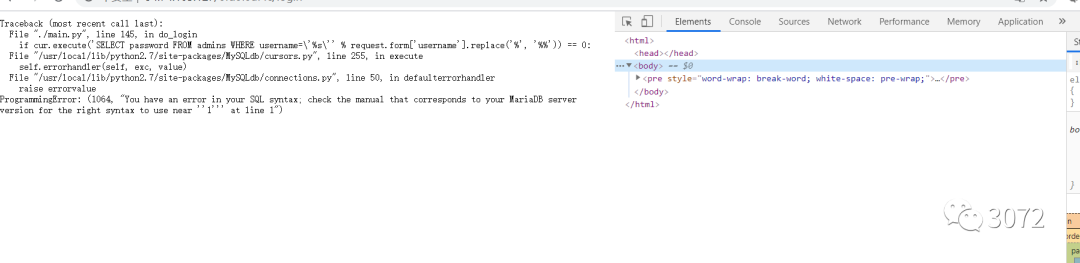 Traceback (most recent call last):
File "./main.py", line 145, in do_login
if cur.execute('SELECT password FROM admins WHERE username=\'%s\'' % request.form['username'].replace('%', '%%')) == 0:
File "/usr/local/lib/python2.7/site-packages/MySQLdb/cursors.py", line 255, in execute
self.errorhandler(self, exc, value)
File "/usr/local/lib/python2.7/site-packages/MySQLdb/connections.py", line 50, in defaulterrorhandler
raise errorvalue
ProgrammingError: (1064, "You have an error in your SQL syntax; check the manual that corresponds to your MariaDB server
version for the right syntax to use near ''1''' at line 1")
Elements Console Sources Network Performance Memory Application »
<html>
<head></head>
··· ▼ <body> == $0
▶ <pre style="word-wrap: break-word; white-space: pre-wrap;">…</pre>
</body>
</html>
St
el
{
}
bo
}
n
orde
pa
3072